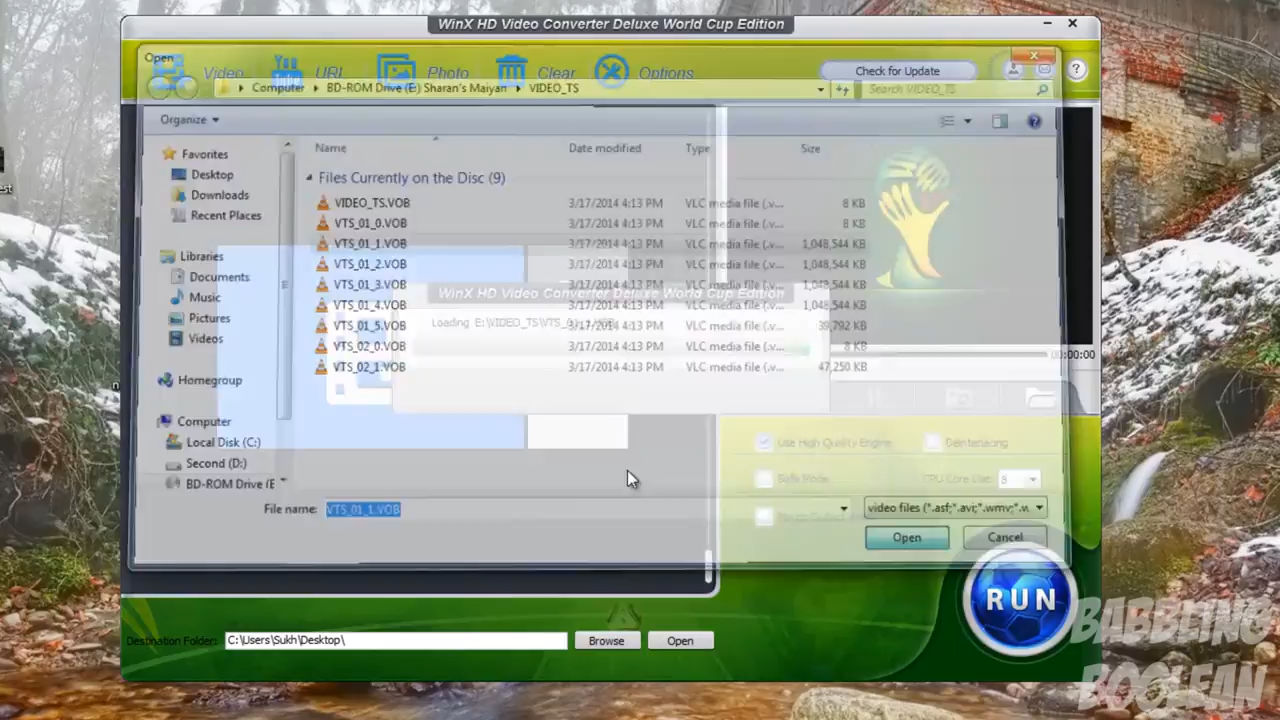 WinX HD Video Converter Deluxe World Cup Edition
Open
Video
URL
Photo
Clear
Options
Check for Update
?
Computer
BD-ROM Drive (E:) Sharan's Maiyan
VIDEO_TS
Search VIDEO_TS
Organize
Name
Date modified
Type
Size
Files Currently on the Disc (9)
VIDEO_TS.VOB 3/17/2014 4:13 PM VLC media file (.v... 8 KB
VTS_01_0.VOB 3/17/2014 4:13 PM VLC media file (.v... 8 KB
VTS_01_1.VOB 3/17/2014 4:13 PM VLC media file (.v... 1,048,544 KB
VTS_01_2.VOB 3/17/2014 4:13 PM VLC media file (.v... 1,048,544 KB
VTS_01_3.VOB 3/17/2014 4:13 PM VLC media file (.v... 1,048,544 KB
VTS_01_4.VOB 3/17/2014 4:13 PM VLC media file (.v... 1,048,544 KB
VTS_01_5.VOB 3/17/2014 4:13 PM VLC media file (.v... 39,792 KB
VTS_02_0.VOB 3/17/2014 4:13 PM VLC media file (.v... 8 KB
VTS_02_1.VOB 3/17/2014 4:13 PM VLC media file (.v... 47,250 KB
Favorites
Desktop
Downloads
Recent Places
Libraries
Documents
Music
Pictures
Videos
Homegroup
Computer
Local Disk (C:)
Second (D:)
BD-ROM Drive (E
WinX HD Video Converter Deluxe World Cup Edition
Loading E:\VIDEO_TS\VTS_01
00:00:00
Use High Quality Engine
Deinterlacing
Safe Mode
CPU Core Use: 8
File name: VTS_01_1.VOB
video files (*.asf;*.avi;*.wmv;*.w
Open
Cancel
RUN
Destination Folder: C:\Users\Sukh\Desktop\
Browse
Open
BABBLING
BOOLEAN